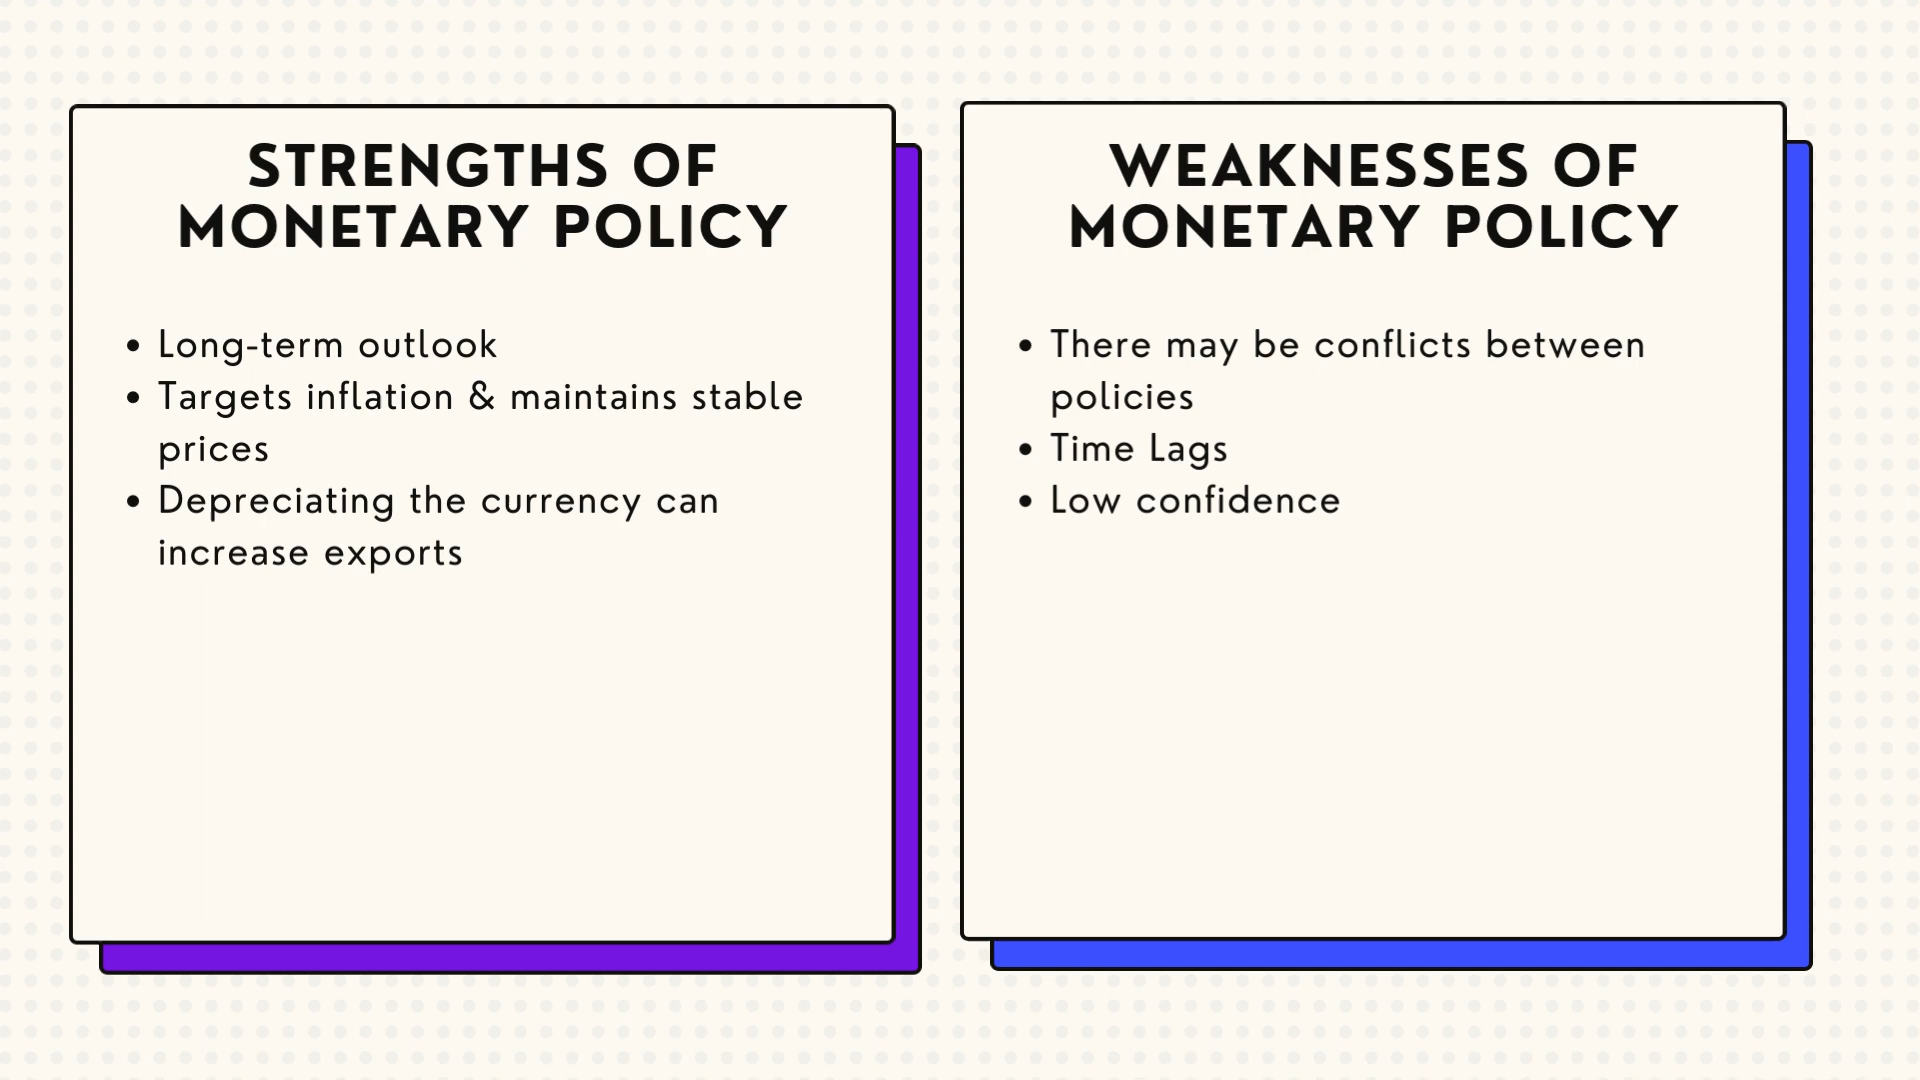 STRENGTHS OF
MONETARY POLICY
• Long-term outlook
• Targets inflation & maintains stable
prices
• Depreciating the currency can
increase exports
WEAKNESSES OF
MONETARY POLICY
• There may be conflicts between
policies
• Time Lags
• Low confidence